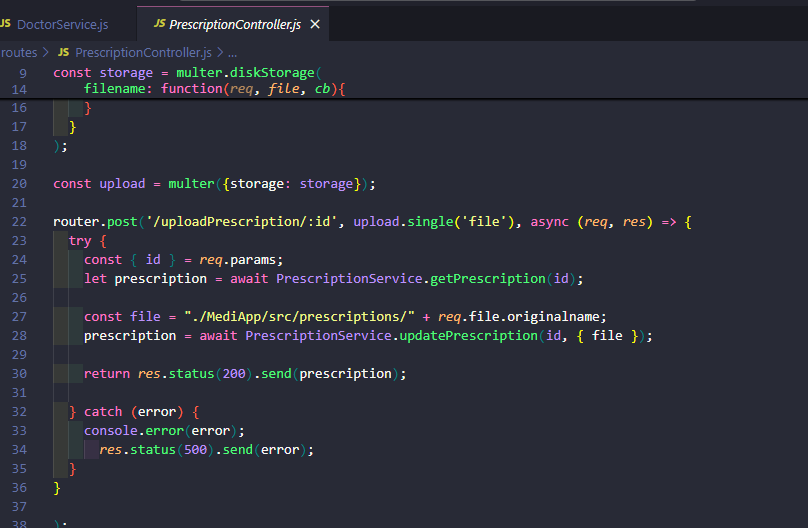 JS DoctorService.js
JS PrescriptionController.js ×
routes > JS PrescriptionController.js > ...
9 const storage = multer.diskStorage(
14 filename: function(req, file, cb){
16 }
17 }
18 );
19
20 const upload = multer({storage: storage});
21
22 router.post('/uploadPrescription/:id', upload.single('file'), async (req, res) => {
23 try {
24 const { id } = req.params;
25 let prescription = await PrescriptionService.getPrescription(id);
26
27 const file = "./MediApp/src/prescriptions/" + req.file.originalname;
28 prescription = await PrescriptionService.updatePrescription(id, { file });
29
30 return res.status(200).send(prescription);
31
32 } catch (error) {
33 console.error(error);
34 res.status(500).send(error);
35 }
36 }
37
38 );